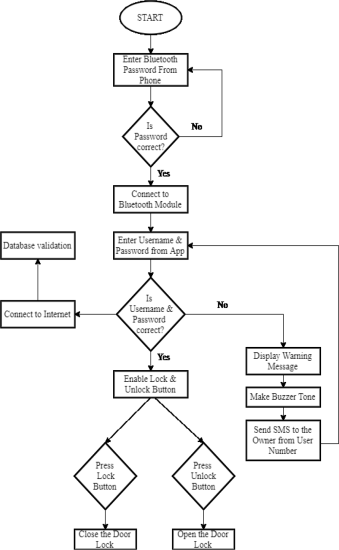 START
Enter Bluetooth
Password From
Phone
Is
Password
correct?
No
Yes
Connect to
Bluetooth Module
Enter Username &
Password from App
Database validation
Is
Username &
Password
correct?
No
Connect to Internet
Yes
Display Warning
Message
Make Buzzer Tone
Send SMS to the
Owner from User
Number
Enable Lock &
Unlock Button
Press
Lock
Button
Press
Unlock
Button
Close the Door
Lock
Open the Door
Lock